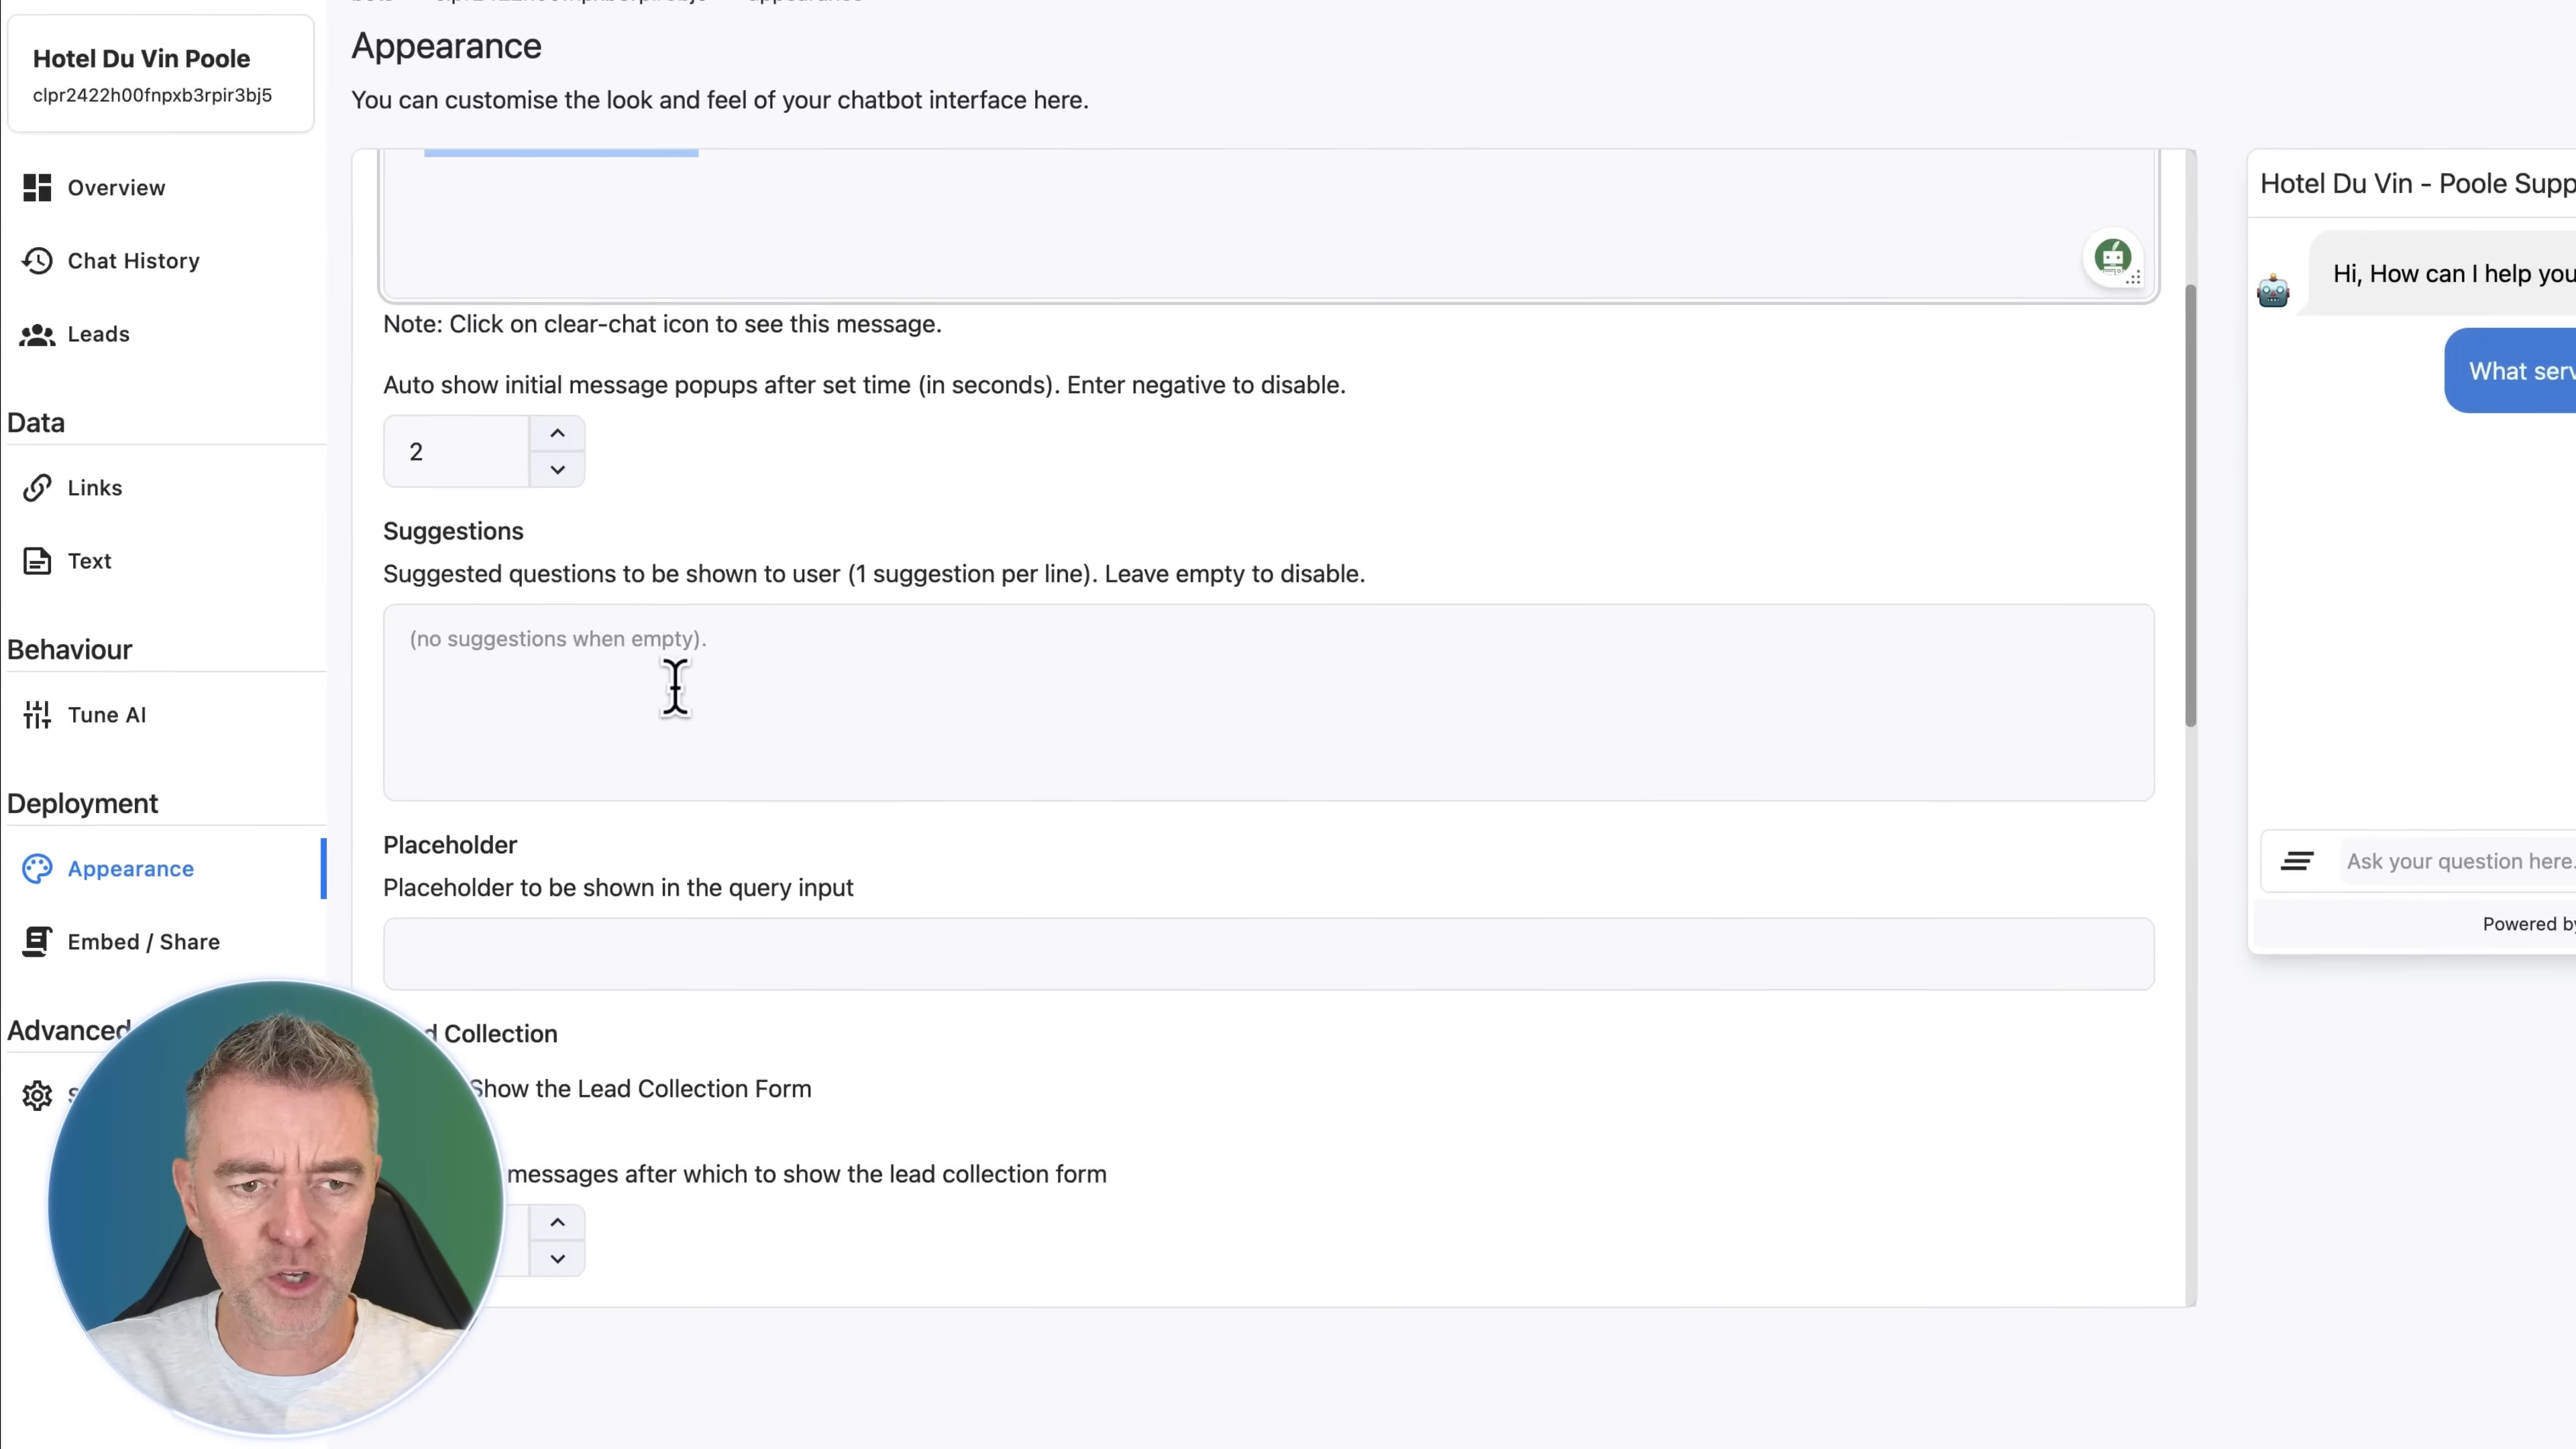 Hotel Du Vin Poole
clpr2422h00fnpxb3rpir3bj5
Overview
Chat History
Leads
Data
Links
Text
Behaviour
Tune AI
Deployment
Appearance
Embed / Share
Advanced
Appearance
You can customise the look and feel of your chatbot interface here.
Note: Click on clear-chat icon to see this message.
Auto show initial message popups after set time (in seconds). Enter negative to disable.
2
Suggestions
Suggested questions to be shown to user (1 suggestion per line). Leave empty to disable.
(no suggestions when empty).
Placeholder
Placeholder to be shown in the query input
Collection
Show the Lead Collection Form
messages after which to show the lead collection form
Hotel Du Vin - Poole Supp
Hi, How can I help you
What serv
Ask your question here.
Powered by